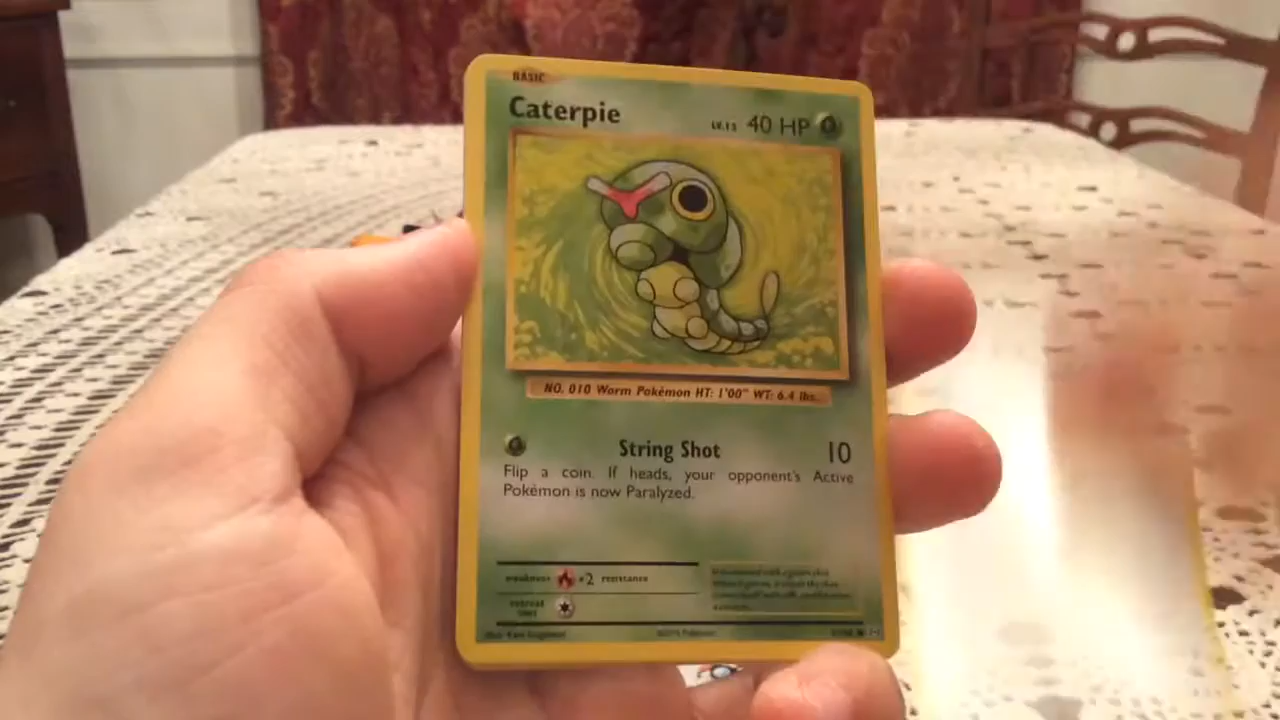 BASIC
Caterpie
LV.13 40 HP
NO. 010 Worm Pokémon HT: 1'00" WT: 6.4 lbs.
String Shot 10
Flip a coin. If heads, your opponent's Active
Pokémon is now Paralyzed.
weakness ×2 resistance
retreat
cost